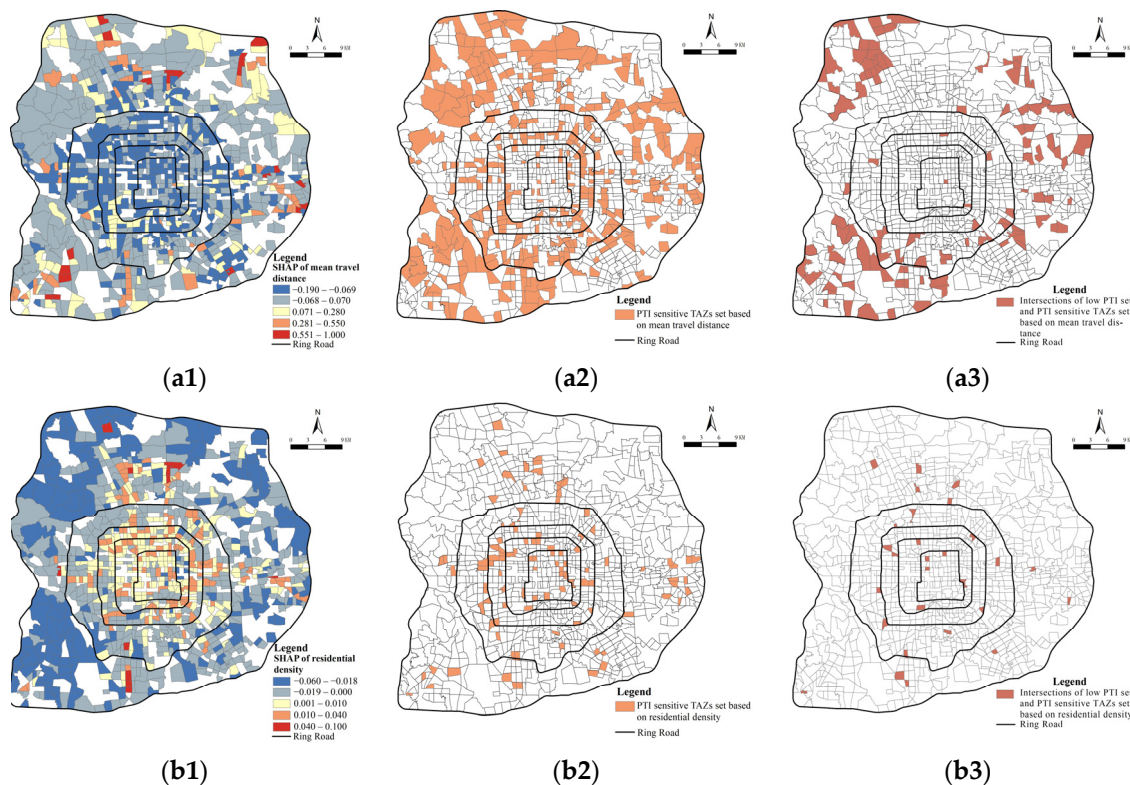 N
0 3 6 9 KM
Legend
SHAP of mean travel
distance
−0.190 – −0.069
−0.068 – 0.070
0.071 – 0.280
0.281 – 0.550
0.551 – 1.000
Ring Road
(a1)
N
0 3 6 9 KM
Legend
PTI sensitive TAZs set based
on mean travel distance
Ring Road
(a2)
N
0 3 6 9 KM
Legend
Intersections of low PTI set
and PTI sensitive TAZs set
based on mean travel dis-
tance
Ring Road
(a3)
N
0 3 6 9 KM
Legend
SHAP of residential
density
−0.060 – −0.018
−0.019 – 0.000
0.001 – 0.010
0.010 – 0.040
0.040 – 0.100
Ring Road
(b1)
N
0 3 6 9 KM
Legend
PTI sensitive TAZs set based on
residential density
Ring Road
(b2)
N
0 3 6 9 KM
Legend
Intersections of low PTI set
and PTI sensitive TAZs set
based on residential density
Ring Road
(b3)